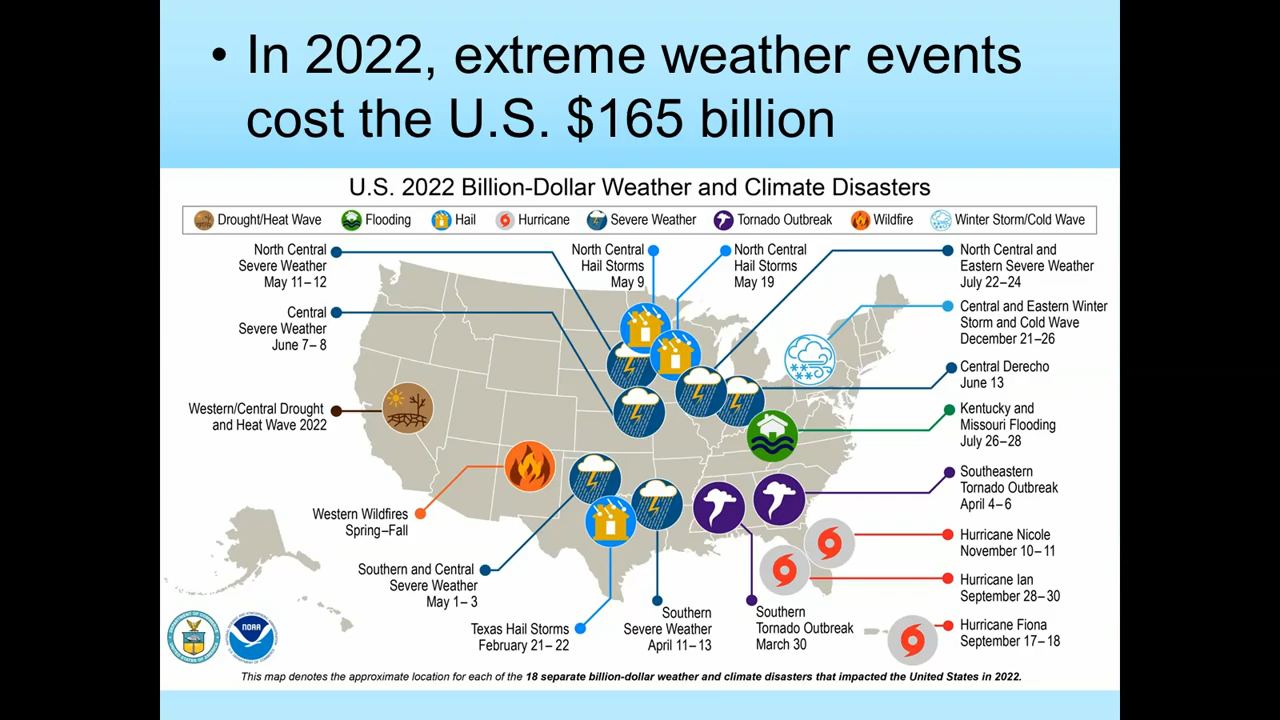 • In 2022, extreme weather events
cost the U.S. $165 billion
U.S. 2022 Billion-Dollar Weather and Climate Disasters
Drought/Heat Wave
Flooding
Hail
Hurricane
Severe Weather
Tornado Outbreak
Wildfire
Winter Storm/Cold Wave
North Central
Severe Weather
May 11–12
North Central
Hail Storms
May 9
North Central
Hail Storms
May 19
North Central and
Eastern Severe Weather
July 22–24
Central
Severe Weather
June 7–8
Central and Eastern Winter
Storm and Cold Wave
December 21–26
Central Derecho
June 13
Western/Central Drought
and Heat Wave 2022
Kentucky and
Missouri Flooding
July 26–28
Southeastern
Tornado Outbreak
April 4–6
Western Wildfires
Spring–Fall
Hurricane Nicole
November 10–11
Southern and Central
Severe Weather
May 1–3
Hurricane Ian
September 28–30
Texas Hail Storms
February 21–22
Southern
Severe Weather
April 11–13
Southern
Tornado Outbreak
March 30
Hurricane Fiona
September 17–18
NOAA
This map denotes the approximate location for each of the 18 separate billion-dollar weather and climate disasters that impacted the United States in 2022.